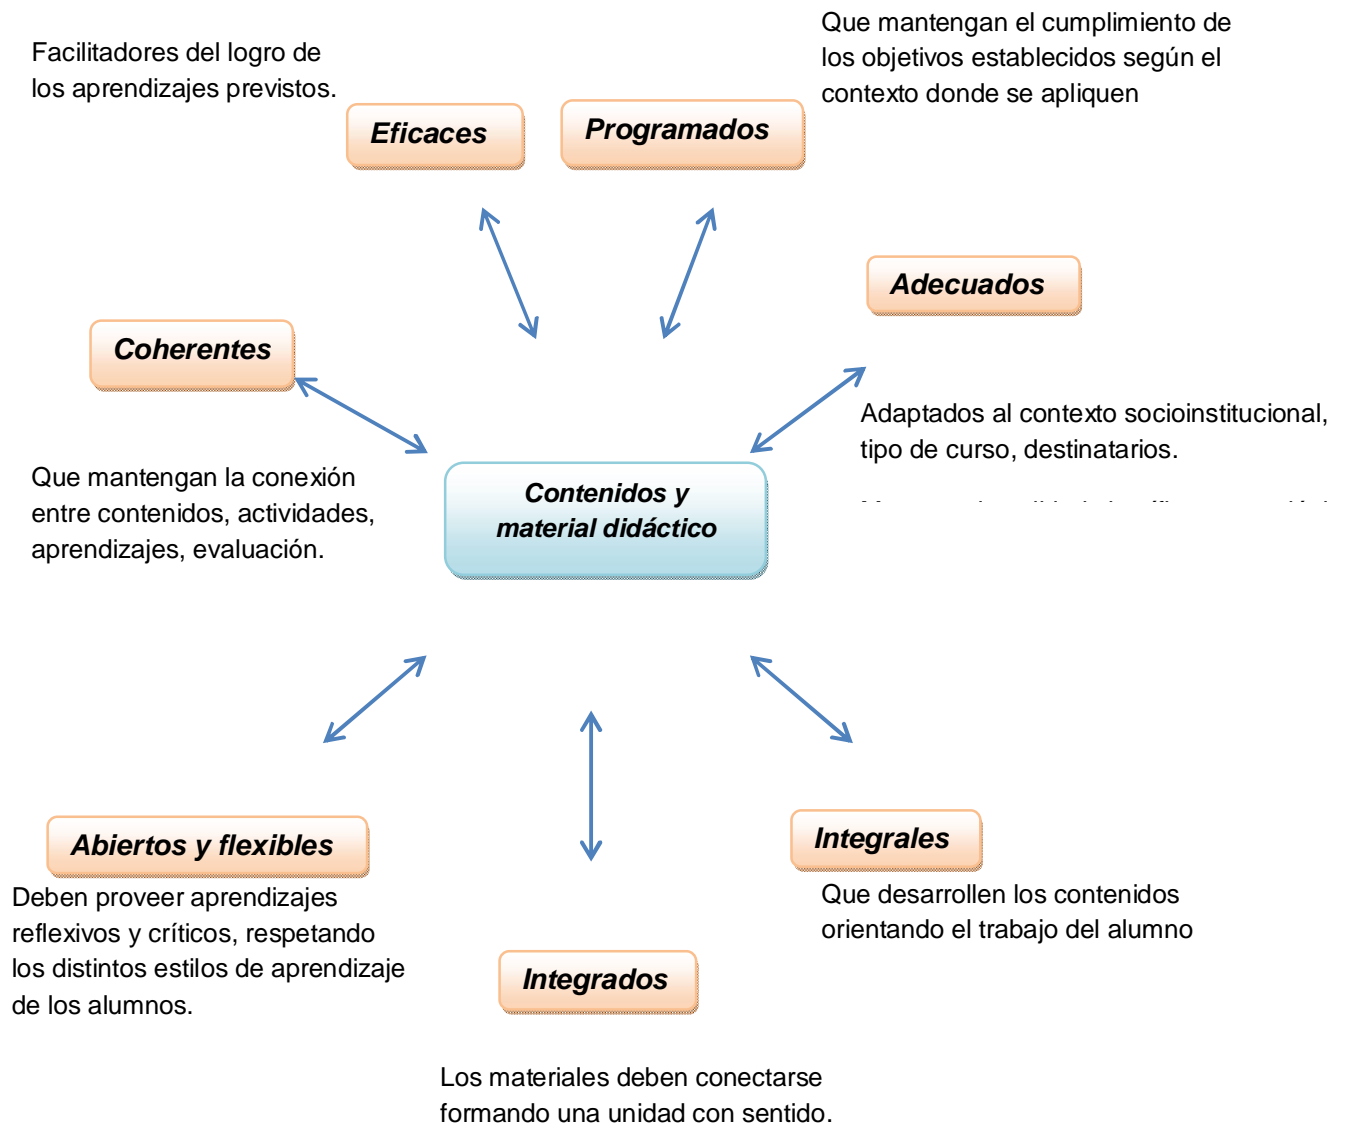 Facilitadores del logro de
los aprendizajes previstos.
Que mantengan el cumplimiento de
los objetivos establecidos según el
contexto donde se apliquen
Eficaces
Programados
Adecuados
Adaptados al contexto socioinstitucional,
tipo de curso, destinatarios.
Coherentes
Que mantengan la conexión
entre contenidos, actividades,
aprendizajes, evaluación.
Contenidos y
material didáctico
Abiertos y flexibles
Deben proveer aprendizajes
reflexivos y críticos, respetando
los distintos estilos de aprendizaje
de los alumnos.
Integrales
Que desarrollen los contenidos
orientando el trabajo del alumno
Integrados
Los materiales deben conectarse
formando una unidad con sentido.